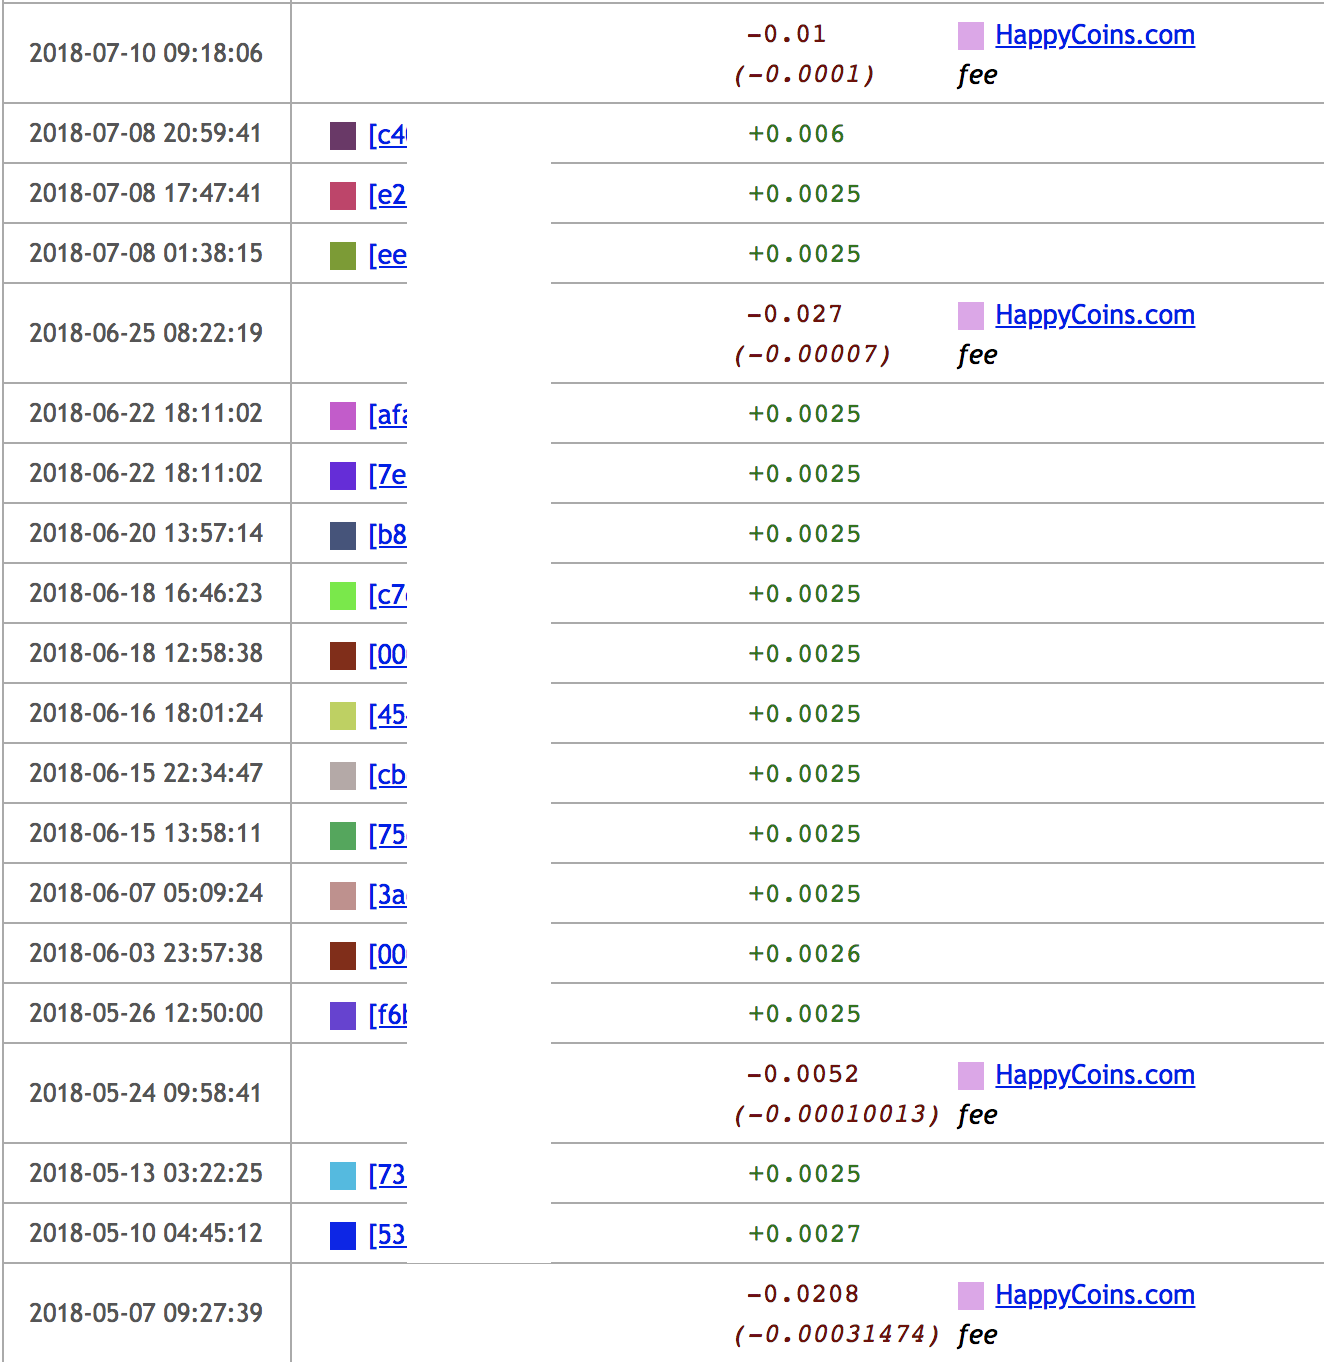 2018-07-10 09:18:06 -0.01 HappyCoins.com
(-0.0001) fee
2018-07-08 20:59:41 [c4 +0.006
2018-07-08 17:47:41 [e2 +0.0025
2018-07-08 01:38:15 [ee +0.0025
2018-06-25 08:22:19 -0.027 HappyCoins.com
(-0.00007) fee
2018-06-22 18:11:02 [afa +0.0025
2018-06-22 18:11:02 [7e +0.0025
2018-06-20 13:57:14 [b8 +0.0025
2018-06-18 16:46:23 [c7 +0.0025
2018-06-18 12:58:38 [00 +0.0025
2018-06-16 18:01:24 [45 +0.0025
2018-06-15 22:34:47 [cb +0.0025
2018-06-15 13:58:11 [75 +0.0025
2018-06-07 05:09:24 [3a +0.0025
2018-06-03 23:57:38 [00 +0.0026
2018-05-26 12:50:00 [f6 +0.0025
2018-05-24 09:58:41 -0.0052 HappyCoins.com
(-0.00010013) fee
2018-05-13 03:22:25 [73 +0.0025
2018-05-10 04:45:12 [53 +0.0027
2018-05-07 09:27:39 -0.0208 HappyCoins.com
(-0.00031474) fee